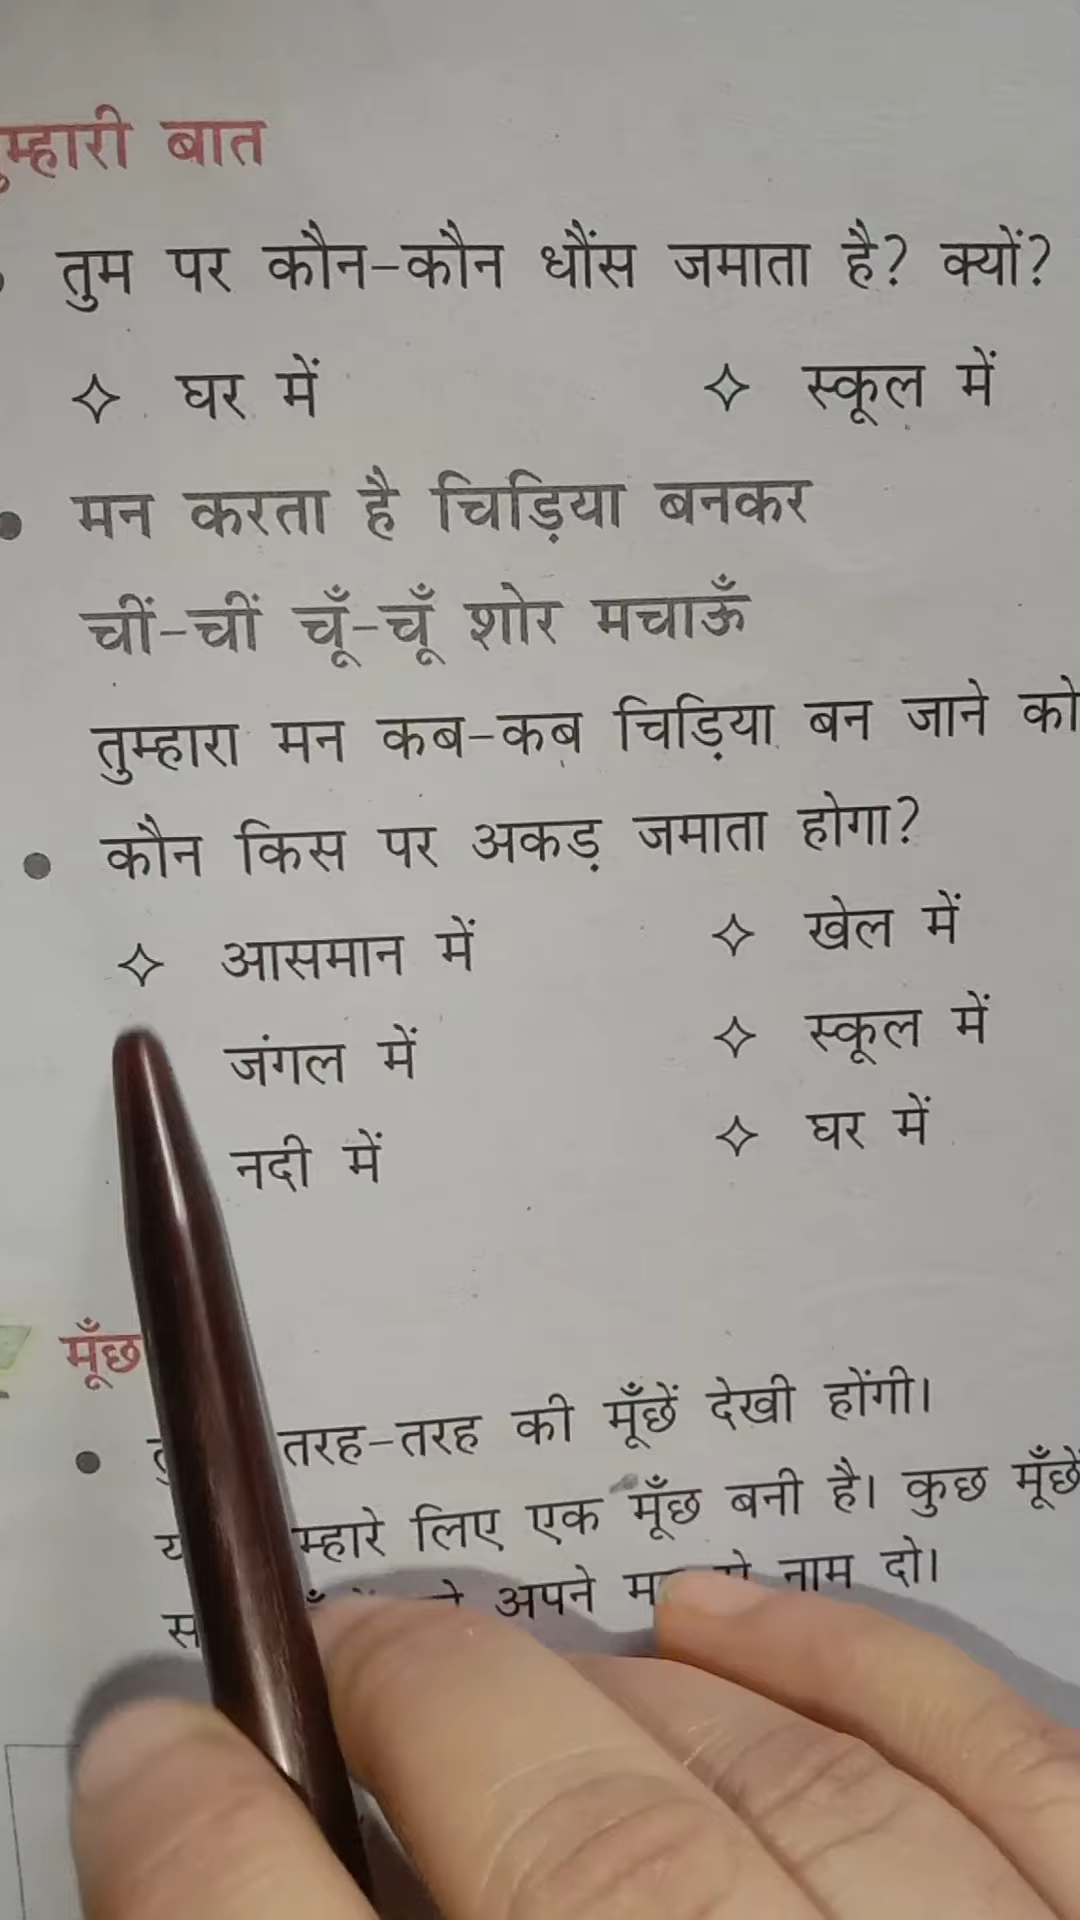 तुम्हारी बात
तुम पर कौन-कौन धौंस जमाता है? क्यों?
घर में स्कूल में
मन करता है चिड़िया बनकर
चीं-चीं चूँ-चूँ शोर मचाऊँ
तुम्हारा मन कब-कब चिड़िया बन जाने को
कौन किस पर अकड़ जमाता होगा?
आसमान में खेल में
जंगल में स्कूल में
नदी में घर में
मूँछ
तरह-तरह की मूँछें देखी होंगी।
लिए एक मूँछ बनी है। कुछ मूँछें
अपने नाम दो।